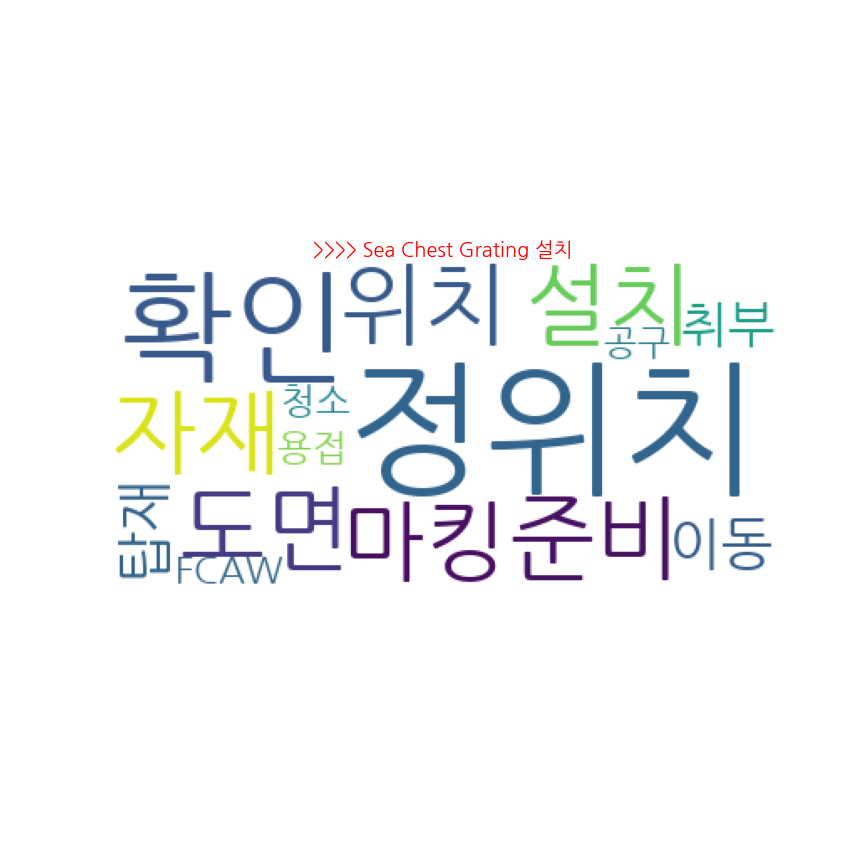 >>>> Sea Chest Grating 설치
확인
위치
설치
공구
취부
자재
청소
용접
정위치
탑재
도면
FCAW
마킹
준비
이동